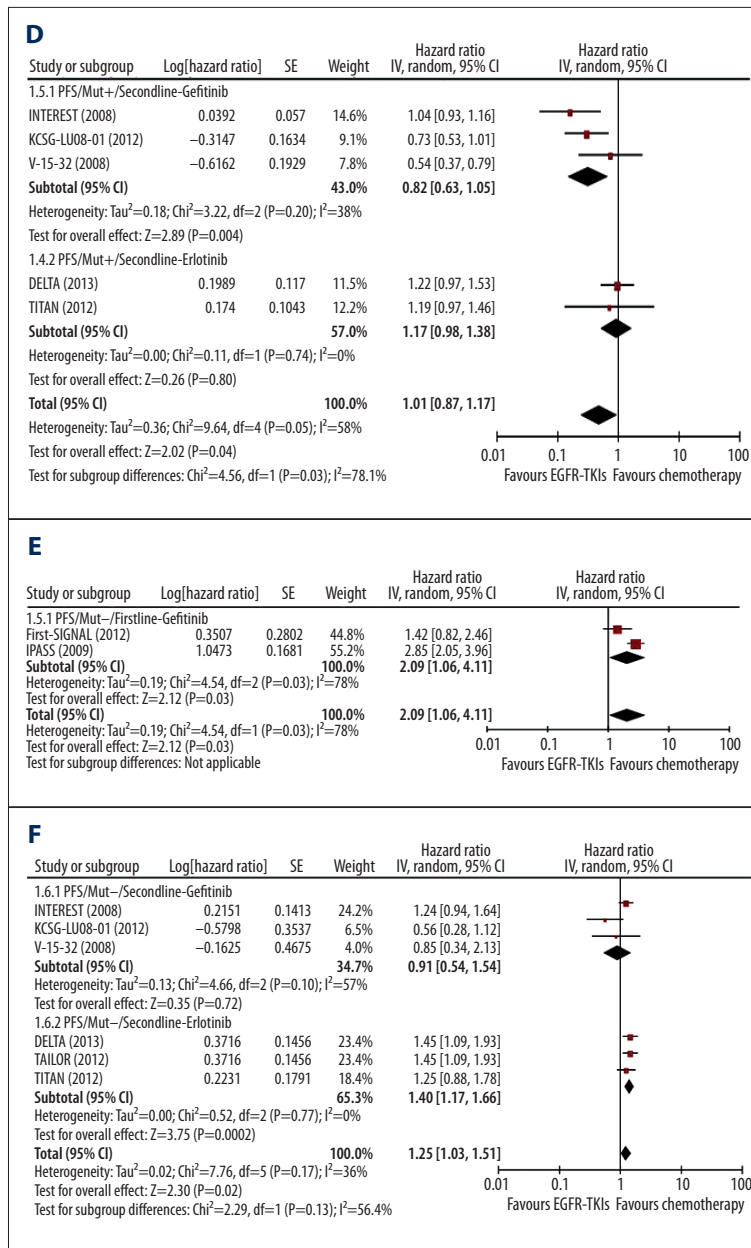 D
Hazard ratio Hazard ratio
Study or subgroup Log[hazard ratio] SE Weight IV, random, 95% CI IV, random, 95% CI
1.5.1 PFS/Mut+/Secondline-Gefitinib
INTEREST (2008) 0.0392 0.057 14.6% 1.04 [0.93, 1.16]
KCSG-LU08-01 (2012) −0.3147 0.1634 9.1% 0.73 [0.53, 1.01]
V-15-32 (2008) −0.6162 0.1929 7.8% 0.54 [0.37, 0.79]
Subtotal (95% CI) 43.0% 0.82 [0.63, 1.05]
Heterogeneity: Tau²=0.18; Chi²=3.22, df=2 (P=0.20); I²=38%
Test for overall effect: Z=2.89 (P=0.004)
1.4.2 PFS/Mut+/Secondline-Erlotinib
DELTA (2013) 0.1989 0.117 11.5% 1.22 [0.97, 1.53]
TITAN (2012) 0.174 0.1043 12.2% 1.19 [0.97, 1.46]
Subtotal (95% CI) 57.0% 1.17 [0.98, 1.38]
Heterogeneity: Tau²=0.00; Chi²=0.11, df=1 (P=0.74); I²=0%
Test for overall effect: Z=0.26 (P=0.80)
Total (95% CI) 100.0% 1.01 [0.87, 1.17]
Heterogeneity: Tau²=0.36; Chi²=9.64, df=4 (P=0.05); I²=58%
Test for overall effect: Z=2.02 (P=0.04)
Test for subgroup differences: Chi²=4.56, df=1 (P=0.03); I²=78.1%
0.01 0.1 1 10 100
Favours EGFR-TKIs Favours chemotherapy
E
Hazard ratio Hazard ratio
Study or subgroup Log[hazard ratio] SE Weight IV, random, 95% CI IV, random, 95% CI
1.5.1 PFS/Mut−/Firstline-Gefitinib
First-SIGNAL (2012) 0.3507 0.2802 44.8% 1.42 [0.82, 2.46]
IPASS (2009) 1.0473 0.1681 55.2% 2.85 [2.05, 3.96]
Subtotal (95% CI) 100.0% 2.09 [1.06, 4.11]
Heterogeneity: Tau²=0.19; Chi²=4.54, df=2 (P=0.03); I²=78%
Test for overall effect: Z=2.12 (P=0.03)
Total (95% CI) 100.0% 2.09 [1.06, 4.11]
Heterogeneity: Tau²=0.19; Chi²=4.54, df=1 (P=0.03); I²=78%
Test for overall effect: Z=2.12 (P=0.03)
Test for subgroup differences: Not applicable
0.01 0.1 1 10 100
Favours EGFR-TKIs Favours chemotherapy
F
Hazard ratio Hazard ratio
Study or subgroup Log[hazard ratio] SE Weight IV, random, 95% CI IV, random, 95% CI
1.6.1 PFS/Mut−/Secondline-Gefitinib
INTEREST (2008) 0.2151 0.1413 24.2% 1.24 [0.94, 1.64]
KCSG-LU08-01 (2012) −0.5798 0.3537 6.5% 0.56 [0.28, 1.12]
V-15-32 (2008) −0.1625 0.4675 4.0% 0.85 [0.34, 2.13]
Subtotal (95% CI) 34.7% 0.91 [0.54, 1.54]
Heterogeneity: Tau²=0.13; Chi²=4.66, df=2 (P=0.10); I²=57%
Test for overall effect: Z=0.35 (P=0.72)
1.6.2 PFS/Mut−/Secondline-Erlotinib
DELTA (2013) 0.3716 0.1456 23.4% 1.45 [1.09, 1.93]
TAILOR (2012) 0.3716 0.1456 23.4% 1.45 [1.09, 1.93]
TITAN (2012) 0.2231 0.1791 18.4% 1.25 [0.88, 1.78]
Subtotal (95% CI) 65.3% 1.40 [1.17, 1.66]
Heterogeneity: Tau²=0.00; Chi²=0.52, df=2 (P=0.77); I²=0%
Test for overall effect: Z=3.75 (P=0.0002)
Total (95% CI) 100.0% 1.25 [1.03, 1.51]
Heterogeneity: Tau²=0.02; Chi²=7.76, df=5 (P=0.17); I²=36%
Test for overall effect: Z=2.30 (P=0.02)
Test for subgroup differences: Chi²=2.29, df=1 (P=0.13); I²=56.4%
0.01 0.1 1 10 100
Favours EGFR-TKIs Favours chemotherapy